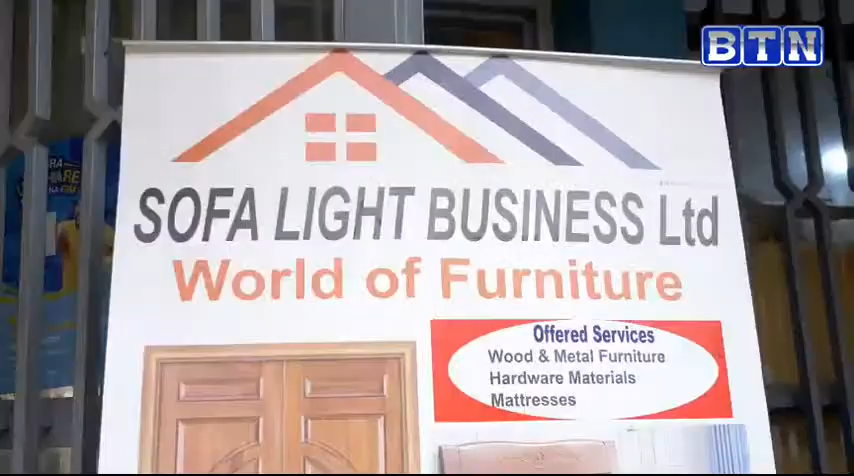 BTN
SOFA LIGHT BUSINESS Ltd
World of Furniture
Offered Services
Wood & Metal Furniture
Hardware Materials
Mattresses